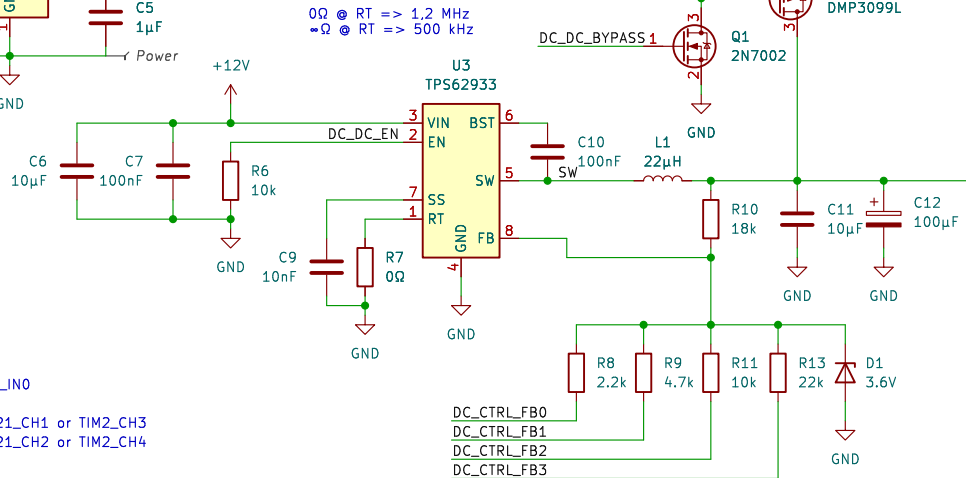 C5
1µF
1
Power
GND
0Ω @ RT => 1,2 MHz
∞Ω @ RT => 500 kHz
DMP3099L
3
DC_DC_BYPASS
1
3
2
Q1
2N7002
GND
+12V
U3
TPS62933
3
VIN
2
EN
7
SS
1
RT
GND
4
BST
6
SW
5
FB
8
DC_DC_EN
C6
10µF
C7
100nF
R6
10k
GND
C9
10nF
R7
0Ω
GND
GND
C10
100nF
SW
L1
22µH
R10
18k
C11
10µF
GND
+
C12
100µF
GND
R8
2.2k
R9
4.7k
R11
10k
R13
22k
D1
3.6V
GND
DC_CTRL_FB0
DC_CTRL_FB1
DC_CTRL_FB2
DC_CTRL_FB3
_IN0
21_CH1 or TIM2_CH3
21_CH2 or TIM2_CH4